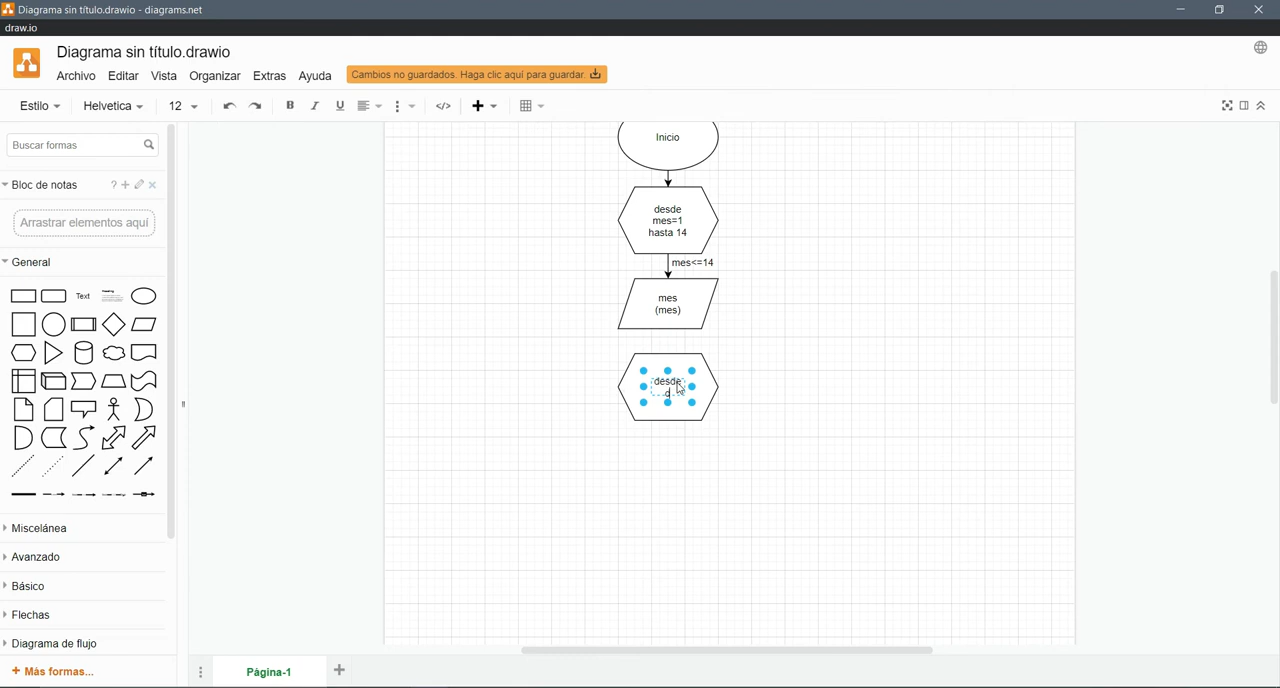 Diagrama sin título.drawio - diagrams.net
draw.io
Diagrama sin título.drawio
Archivo Editar Vista Organizar Extras Ayuda
Cambios no guardados. Haga clic aquí para guardar.
Estilo Helvetica 12 B I U </>
Buscar formas
Bloc de notas ?
Arrastrar elementos aquí
General
Text
Heading
Miscelánea
Avanzado
Básico
Flechas
Diagrama de flujo
+ Más formas...
Inicio
desde
mes=1
hasta 14
mes<=14
mes
(mes)
desde
d
Página-1